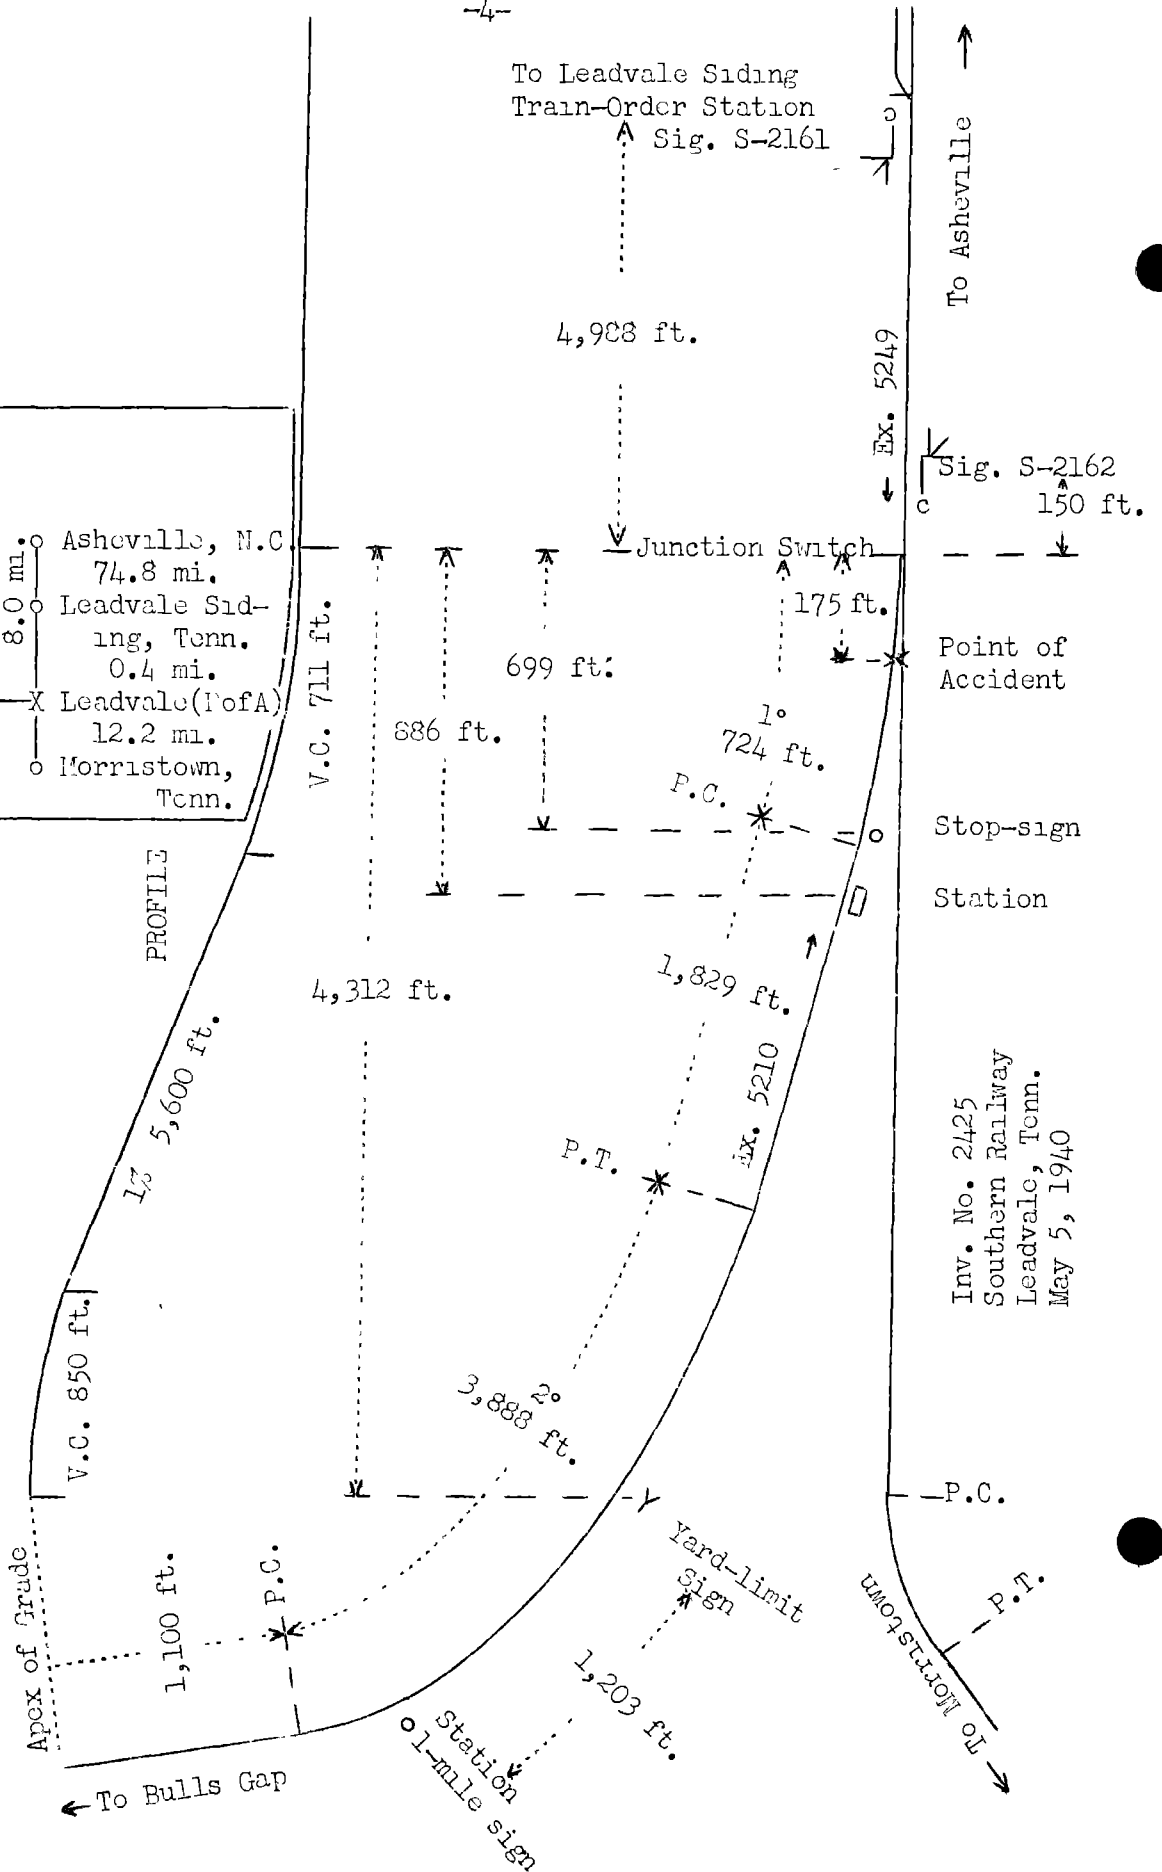 -4-
To Leadvale Siding
Train-Order Station
Sig. S-2161
To Asheville
4,988 ft.
Ex. 5249
Sig. S-2162
150 ft.
Junction Switch
175 ft.
Point of
Accident
8.0 mi.
Asheville, N.C.
74.8 mi.
Leadvale Sid-
ing, Tenn.
0.4 mi.
X Leadvale(PofA)
12.2 mi.
Morristown,
Tenn.
V.C. 711 ft.
699 ft.
886 ft.
1°
724 ft.
P.C.
Stop-sign
Station
PROFILE
4,312 ft.
1,829 ft.
Ex. 5210
1% 5,600 ft.
P.T.
Inv. No. 2425
Southern Railway
Leadvale, Tenn.
May 5, 1940
V.C. 850 ft.
2°
3,888 ft.
P.C.
Yard-limit
Sign
Apex of Grade
1,100 ft.
P.C.
1,203 ft.
Station
1-mile sign
P.T.
To Morristown
To Bulls Gap